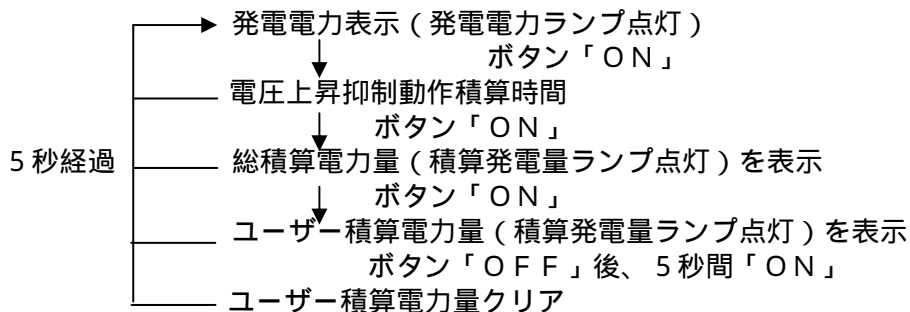 発電電力表示（発電電力ランプ点灯）
ボタン「ＯＮ」
電圧上昇抑制動作積算時間
ボタン「ＯＮ」
５秒経過
総積算電力量（積算発電量ランプ点灯）を表示
ボタン「ＯＮ」
ユーザー積算電力量（積算発電量ランプ点灯）を表示
ボタン「ＯＦＦ」後、５秒間「ＯＮ」
ユーザー積算電力量クリア